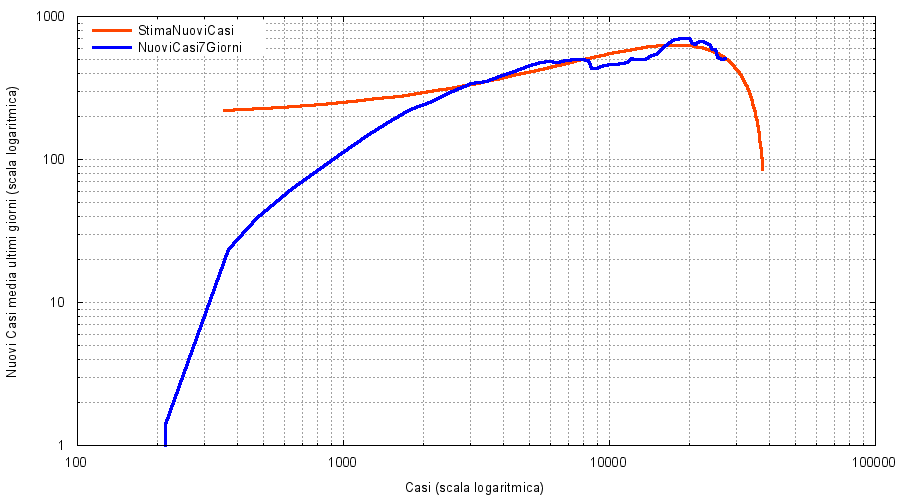 1000
StimaNuoviCasi
NuoviCasi7Giorni
100
10
1
Nuovi Casi media ultimi giorni (scala logaritmica)
100
1000
10000
100000
Casi (scala logaritmica)